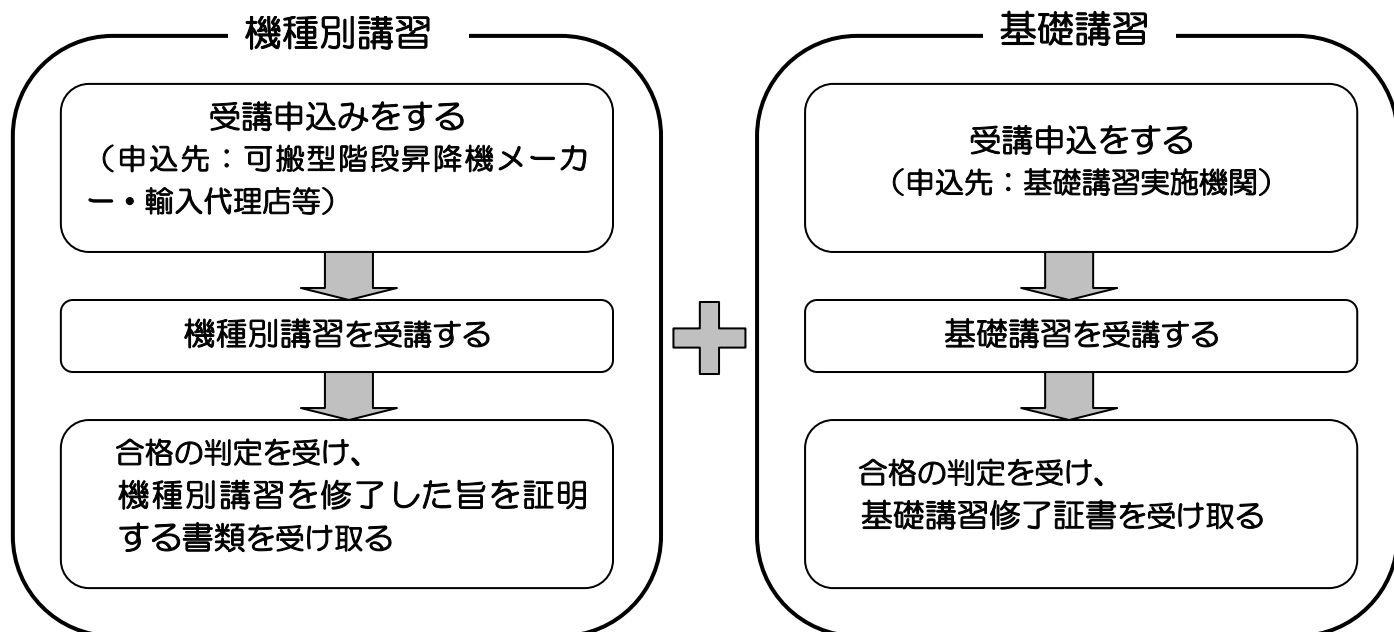 機種別講習
受講申込みをする
（申込先：可搬型階段昇降機メーカ
ー・輸入代理店等）
機種別講習を受講する
合格の判定を受け、
機種別講習を修了した旨を証明
する書類を受け取る
基礎講習
受講申込をする
（申込先：基礎講習実施機関）
基礎講習を受講する
合格の判定を受け、
基礎講習修了証書を受け取る